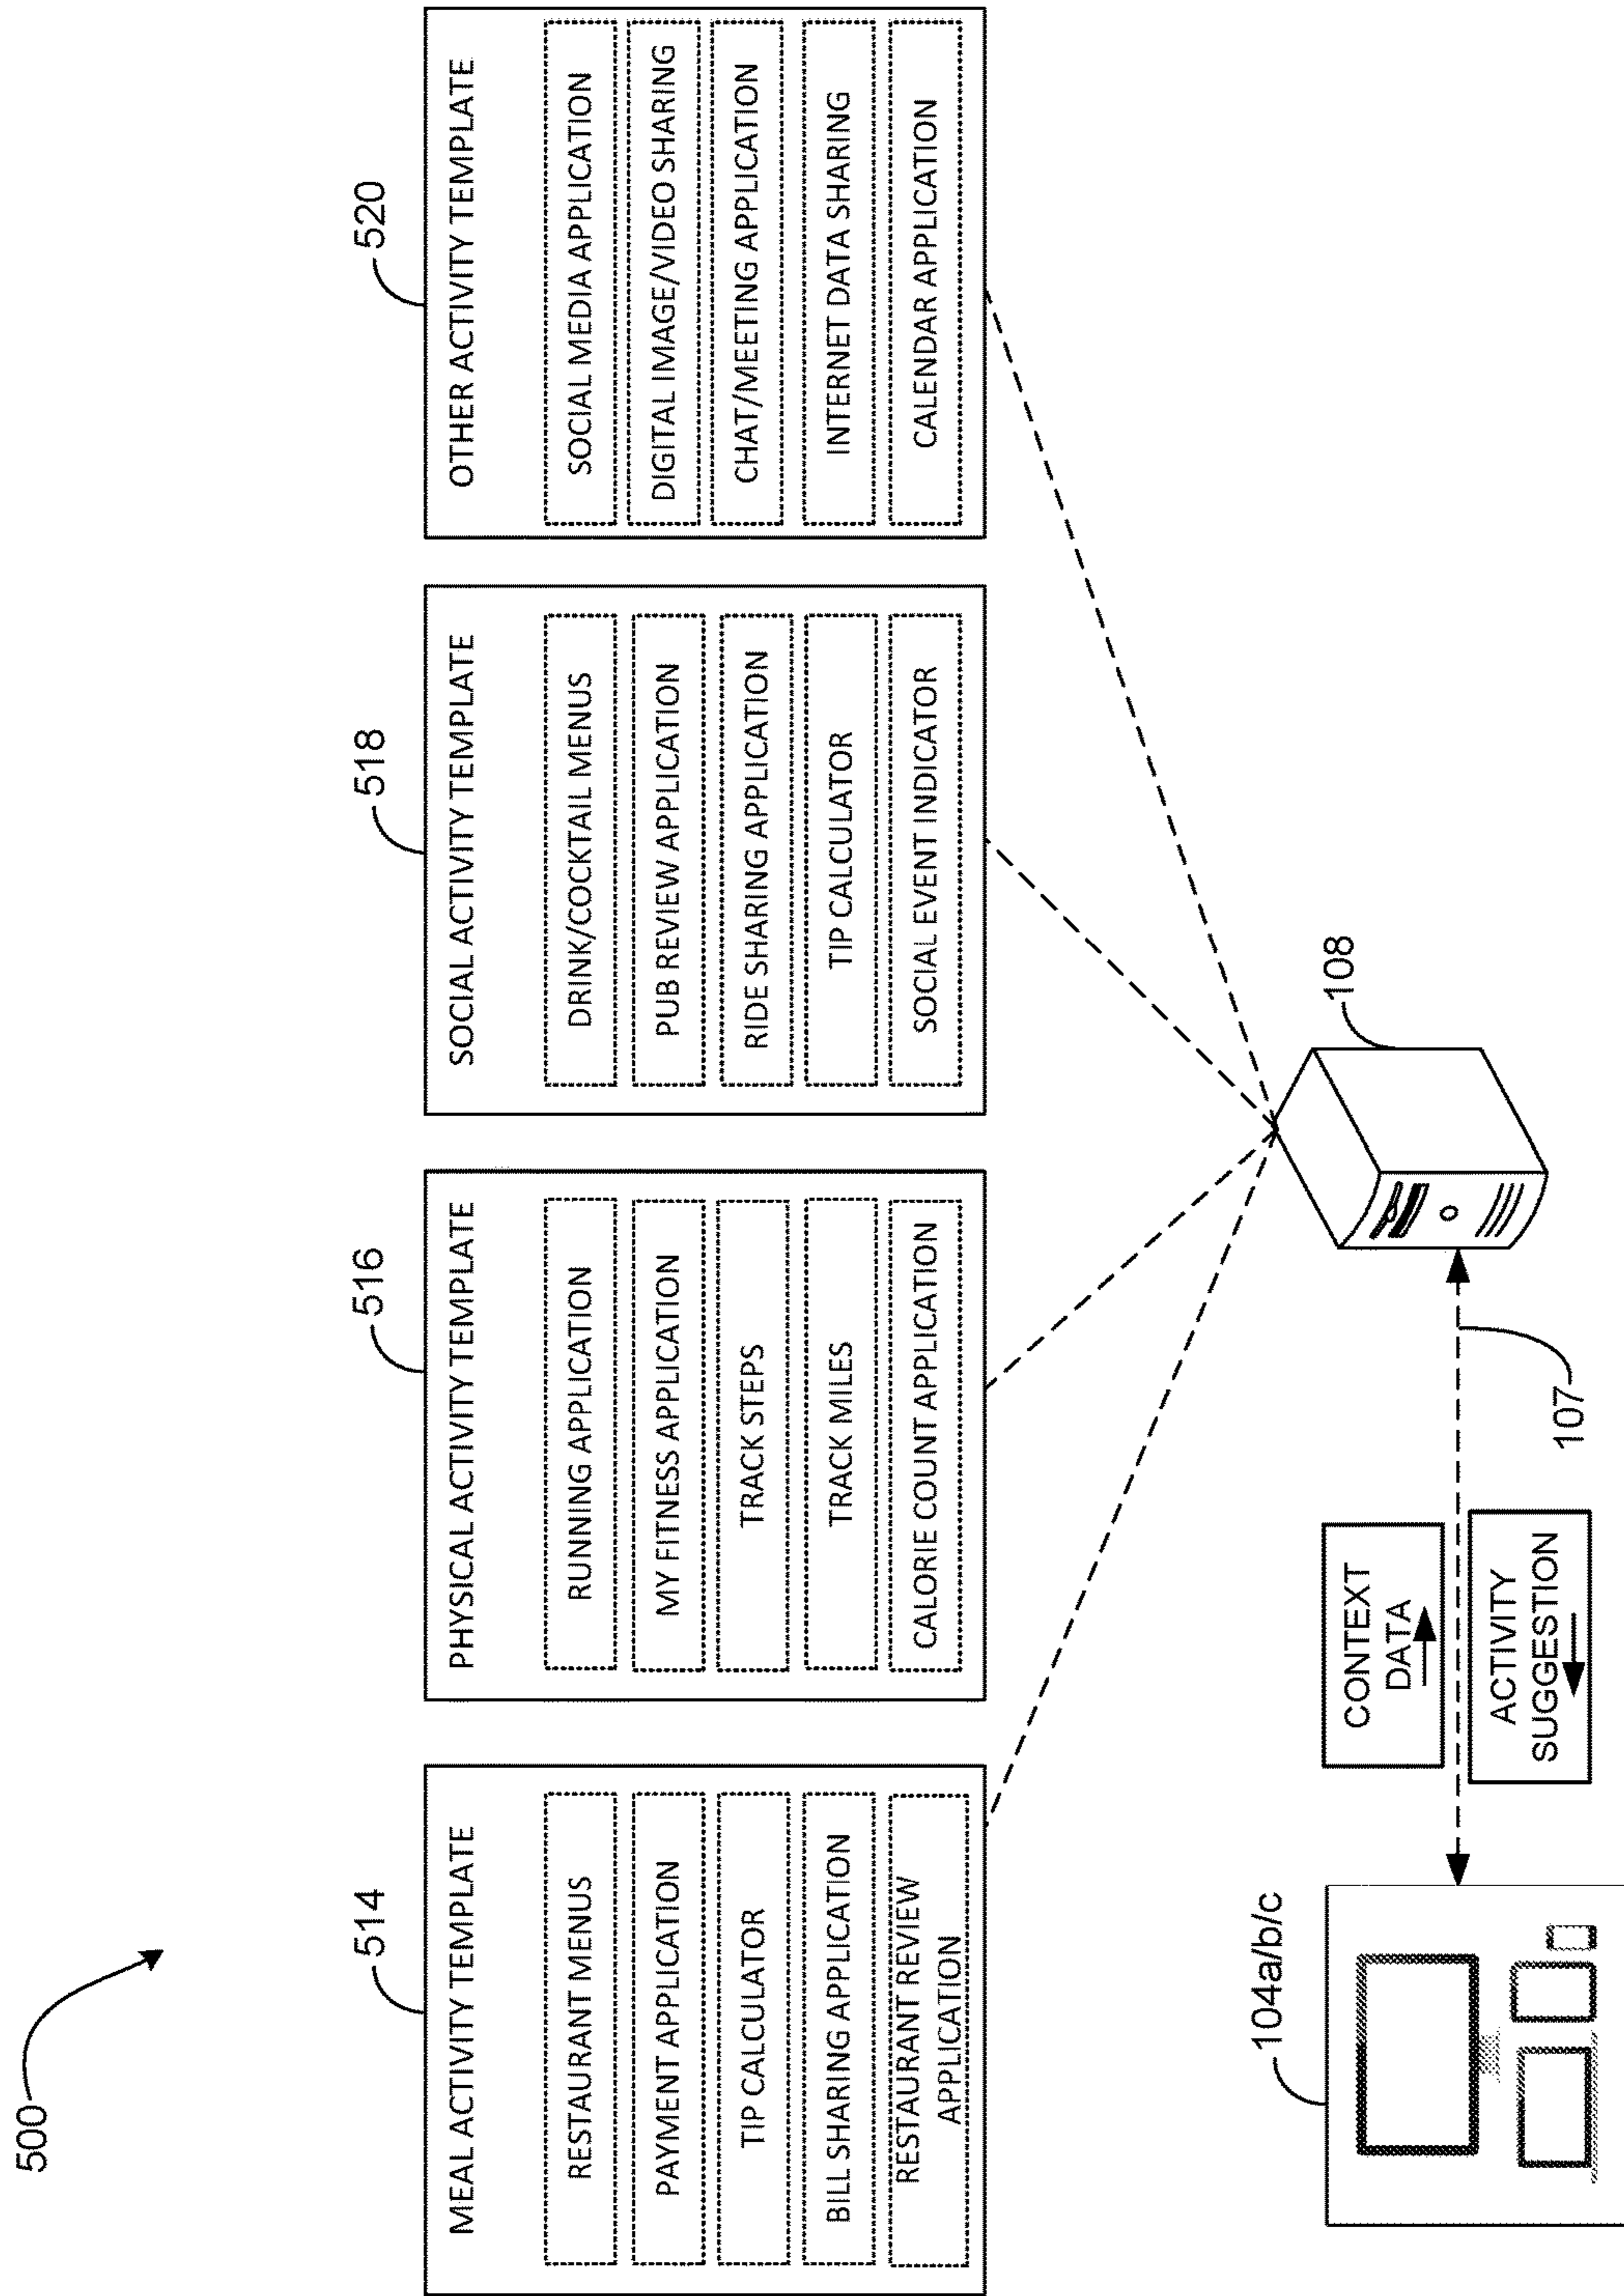 500
514
MEAL ACTIVITY TEMPLATE
RESTAURANT MENUS
PAYMENT APPLICATION
TIP CALCULATOR
BILL SHARING APPLICATION
RESTAURANT REVIEW
APPLICATION
516
PHYSICAL ACTIVITY TEMPLATE
RUNNING APPLICATION
MY FITNESS APPLICATION
TRACK STEPS
TRACK MILES
CALORIE COUNT APPLICATION
518
SOCIAL ACTIVITY TEMPLATE
DRINK/COCKTAIL MENUS
PUB REVIEW APPLICATION
RIDE SHARING APPLICATION
TIP CALCULATOR
SOCIAL EVENT INDICATOR
520
OTHER ACTIVITY TEMPLATE
SOCIAL MEDIA APPLICATION
DIGITAL IMAGE/VIDEO SHARING
CHAT/MEETING APPLICATION
INTERNET DATA SHARING
CALENDAR APPLICATION
104a/b/c
CONTEXT
DATA
ACTIVITY
SUGGESTION
107
108